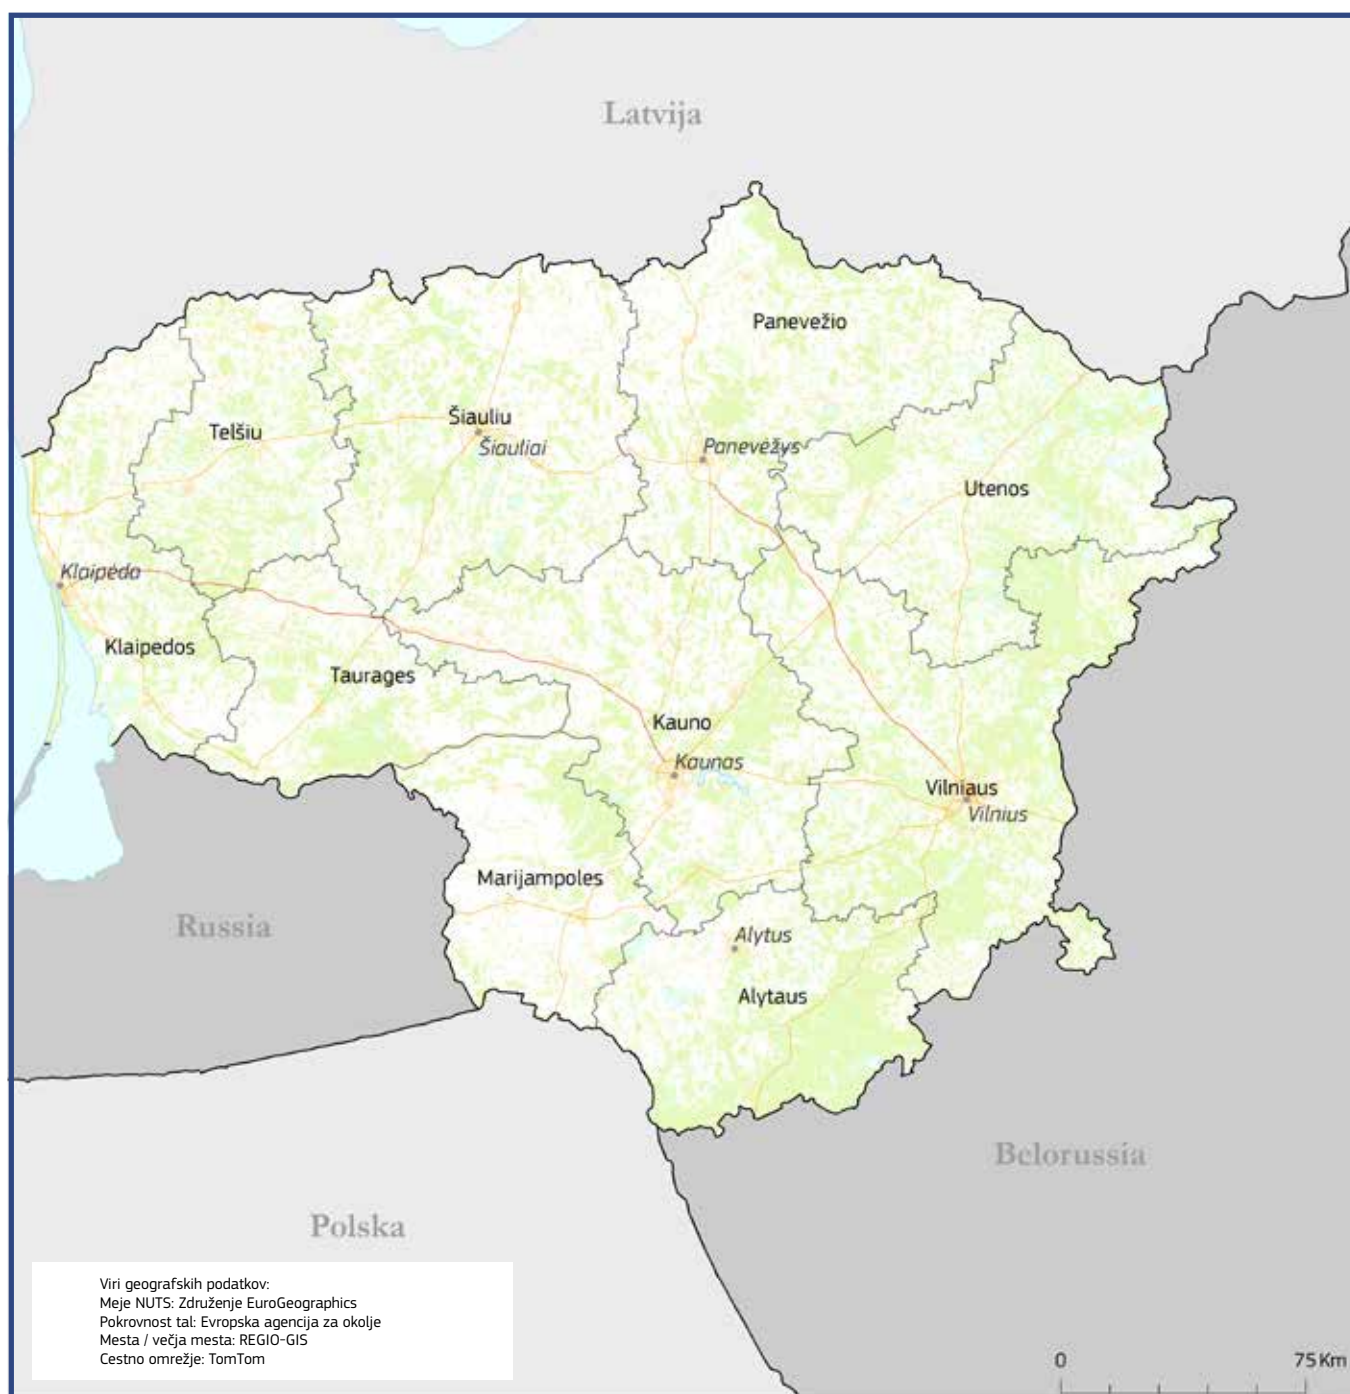 Latvija
Panevežio
Telšiu
Šiauliu
Šiauliai
Panevėžys
Utenos
Klaipėda
Klaipedos
Taurages
Kauno
Kaunas
Vilniaus
Vilnius
Marijampoles
Russia
Alytus
Alytaus
Belorussia
Polska
Viri geografskih podatkov:
Meje NUTS: Združenje EuroGeographics
Pokrovnost tal: Evropska agencija za okolje
Mesta / večja mesta: REGIO-GIS
Cestno omrežje: TomTom
0 75 Km